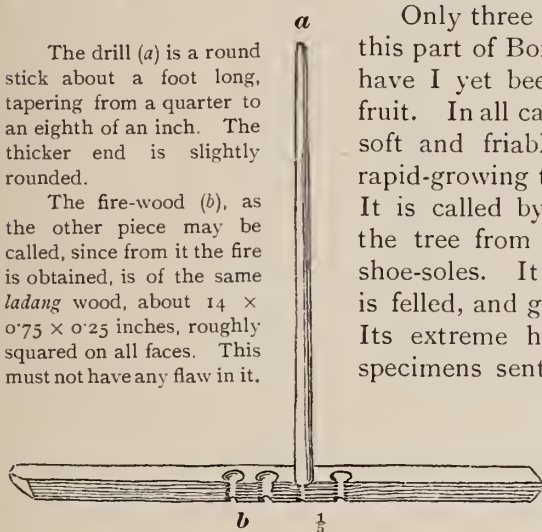 a
The drill (a) is a round
stick about a foot long,
tapering from a quarter to
an eighth of an inch. The
thicker end is slightly
rounded.
The fire-wood (b), as
the other piece may be
called, since from it the fire
is obtained, is of the same
ladang wood, about 14 ×
0·75 × 0·25 inches, roughly
squared on all faces. This
must not have any flaw in it.
Only three
this part of
have I yet
fruit. In all
soft and
rapid-growing
It is called by
the tree from
shoe-soles. It
is felled, and
Its extreme
specimens
b
1/5